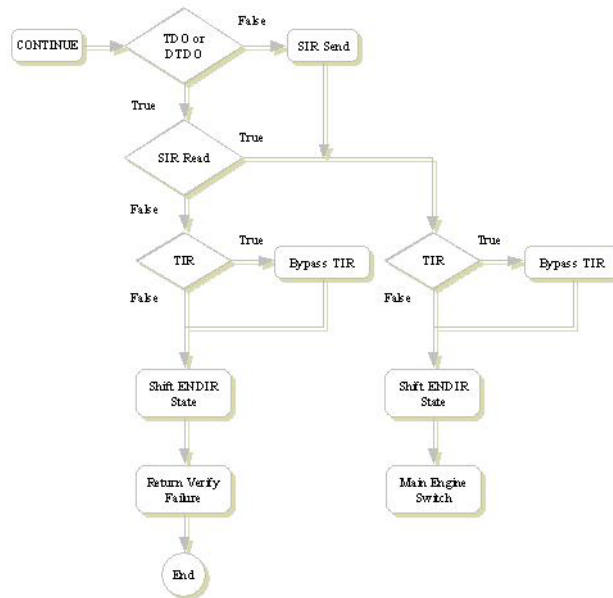 CONTINUE
TDO or
DTDO
False
SIR Send
True
SIR Read
True
False
TIR
True
Bypass TIR
False
TIR
True
Bypass TIR
False
Shift ENDIR
State
Shift ENDIR
State
Return Verify
Failure
Main Engine
Switch
End